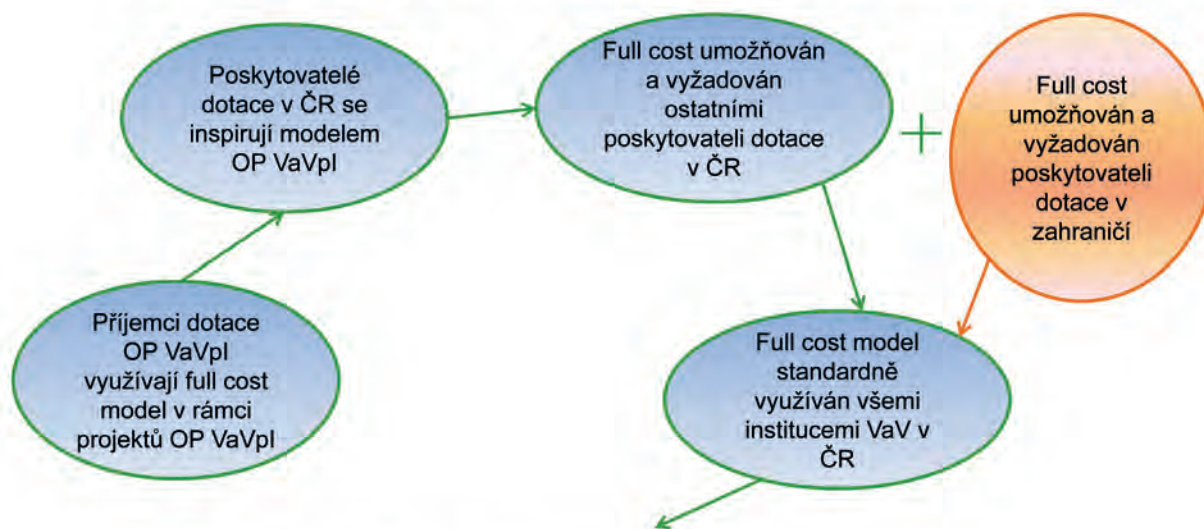 Poskytovatelé
dotace v ČR se
inspirují modelem
OP VaVpI
Full cost umožňován
a vyžadován
ostatními
poskytovateli dotace
v ČR
+
Full cost
umožňován a
vyžadován
poskytovateli
dotace v
zahraničí
Příjemci dotace
OP VaVpI
využívají full cost
model v rámci
projektů OP VaVpI
Full cost model
standardně
využíván všemi
institucemi VaV v
ČR